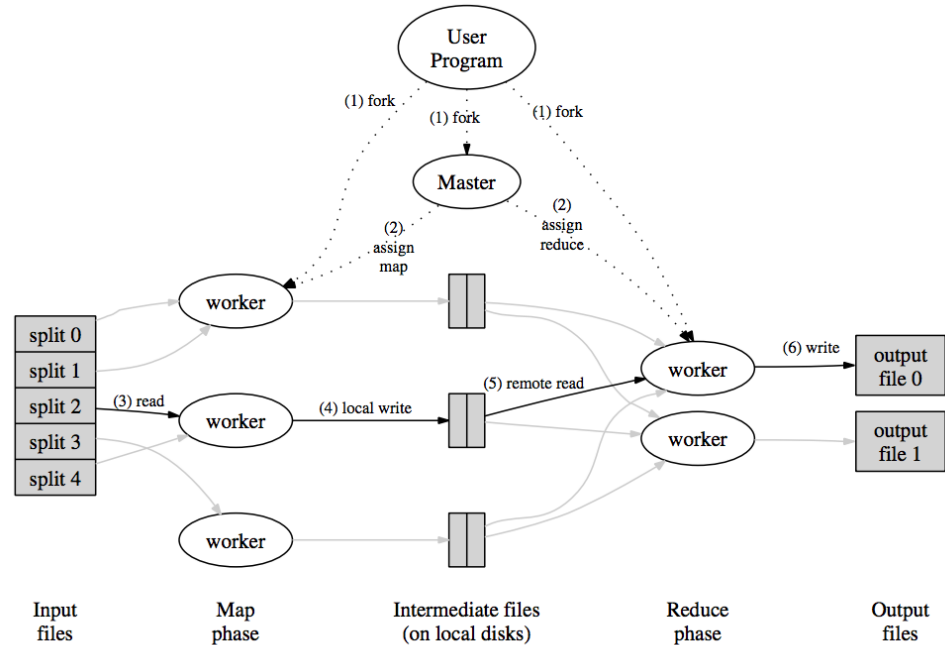 User
Program
(1) fork
(1) fork
(1) fork
Master
(2)
assign
map
(2)
assign
reduce
worker
split 0
split 1
split 2
split 3
split 4
(3) read
worker
(4) local write
(5) remote read
worker
(6) write
output
file 0
worker
output
file 1
worker
Input
files
Map
phase
Intermediate files
(on local disks)
Reduce
phase
Output
files